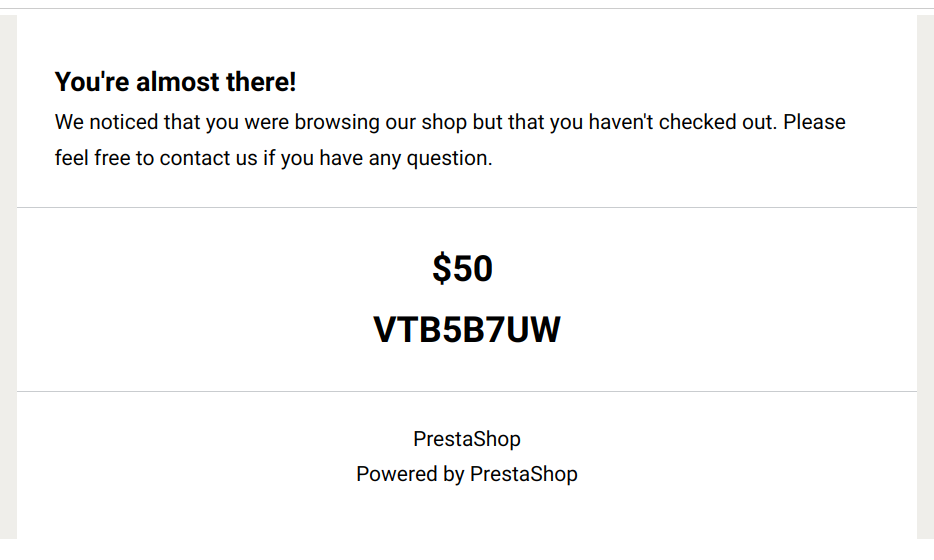 You're almost there!
We noticed that you were browsing our shop but that you haven't checked out. Please
feel free to contact us if you have any question.
$50
VTB5B7UW
PrestaShop
Powered by PrestaShop